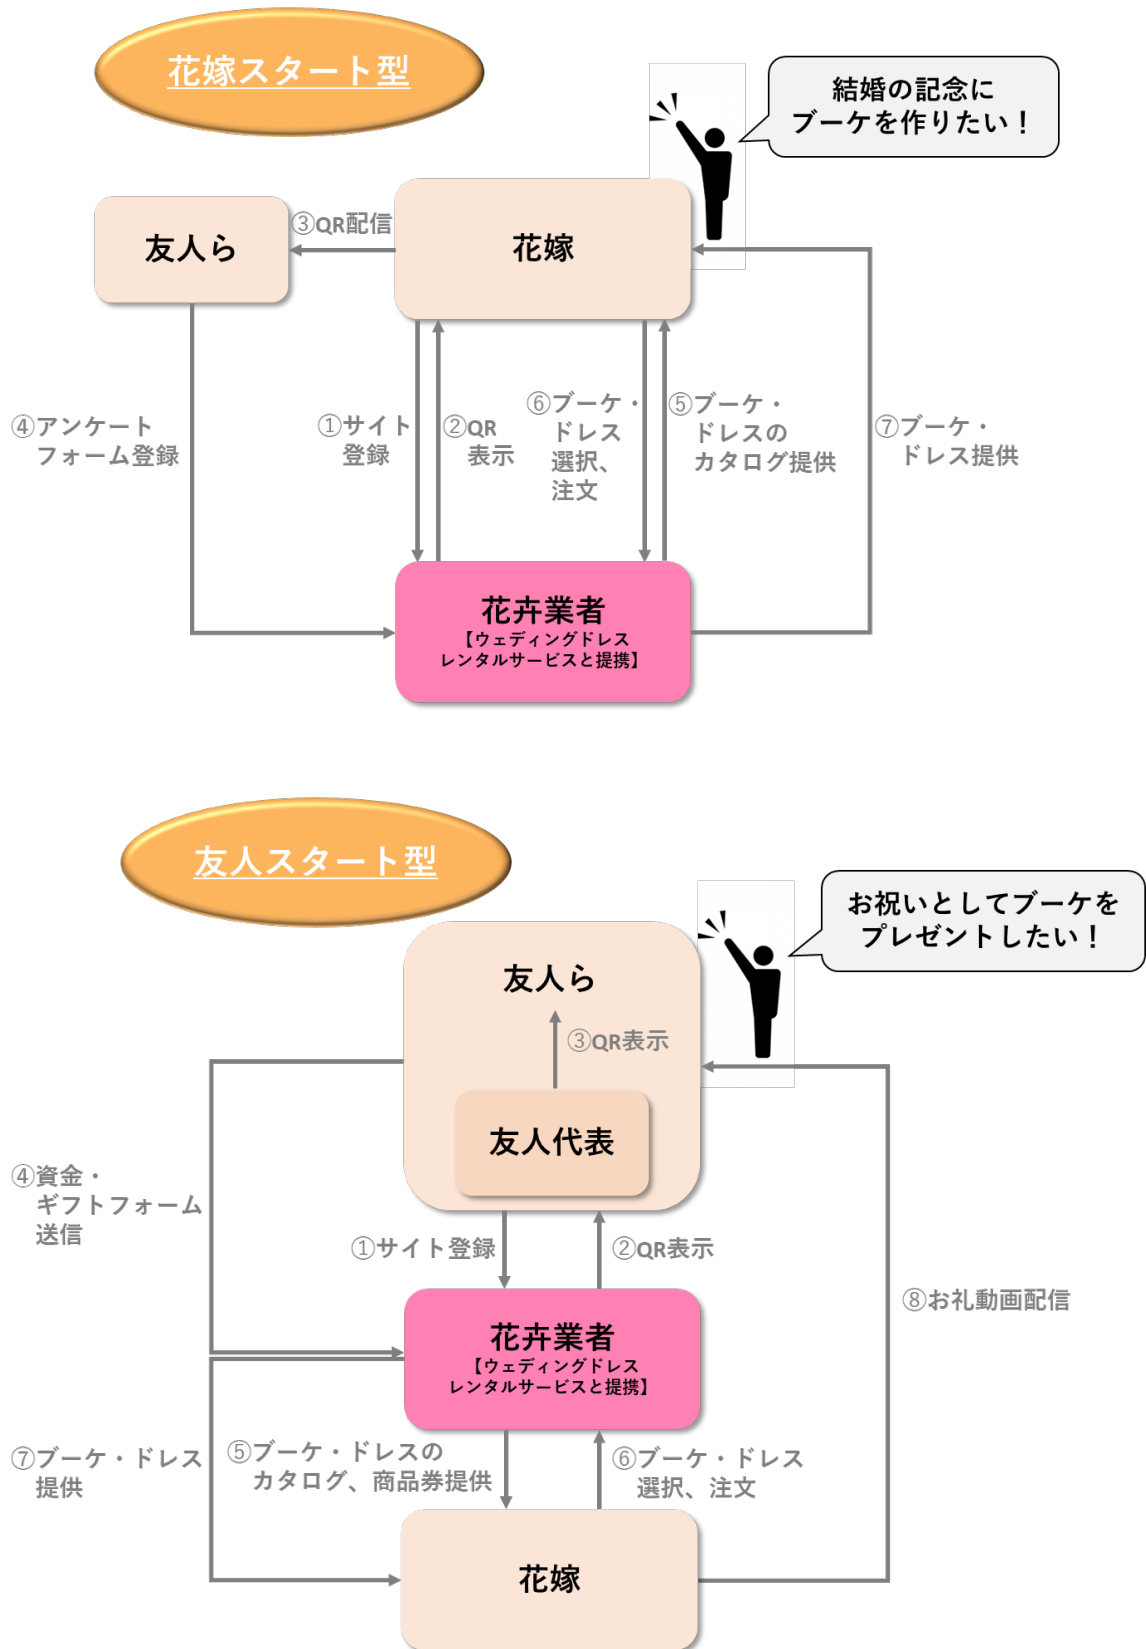 花嫁スタート型
結婚の記念に
ブーケを作りたい！
友人ら
③QR配信
花嫁
④アンケート
フォーム登録
①サイト
登録
②QR
表示
⑥ブーケ・
ドレス
選択、
注文
⑤ブーケ・
ドレスの
カタログ提供
⑦ブーケ・
ドレス提供
花卉業者
【ウェディングドレス
レンタルサービスと提携】
友人スタート型
お祝いとしてブーケを
プレゼントしたい！
友人ら
③QR表示
友人代表
④資金・
ギフトフォーム
送信
①サイト登録
②QR表示
⑧お礼動画配信
花卉業者
【ウェディングドレス
レンタルサービスと提携】
⑦ブーケ・ドレス
提供
⑤ブーケ・ドレスの
カタログ、商品券提供
⑥ブーケ・ドレス
選択、注文
花嫁